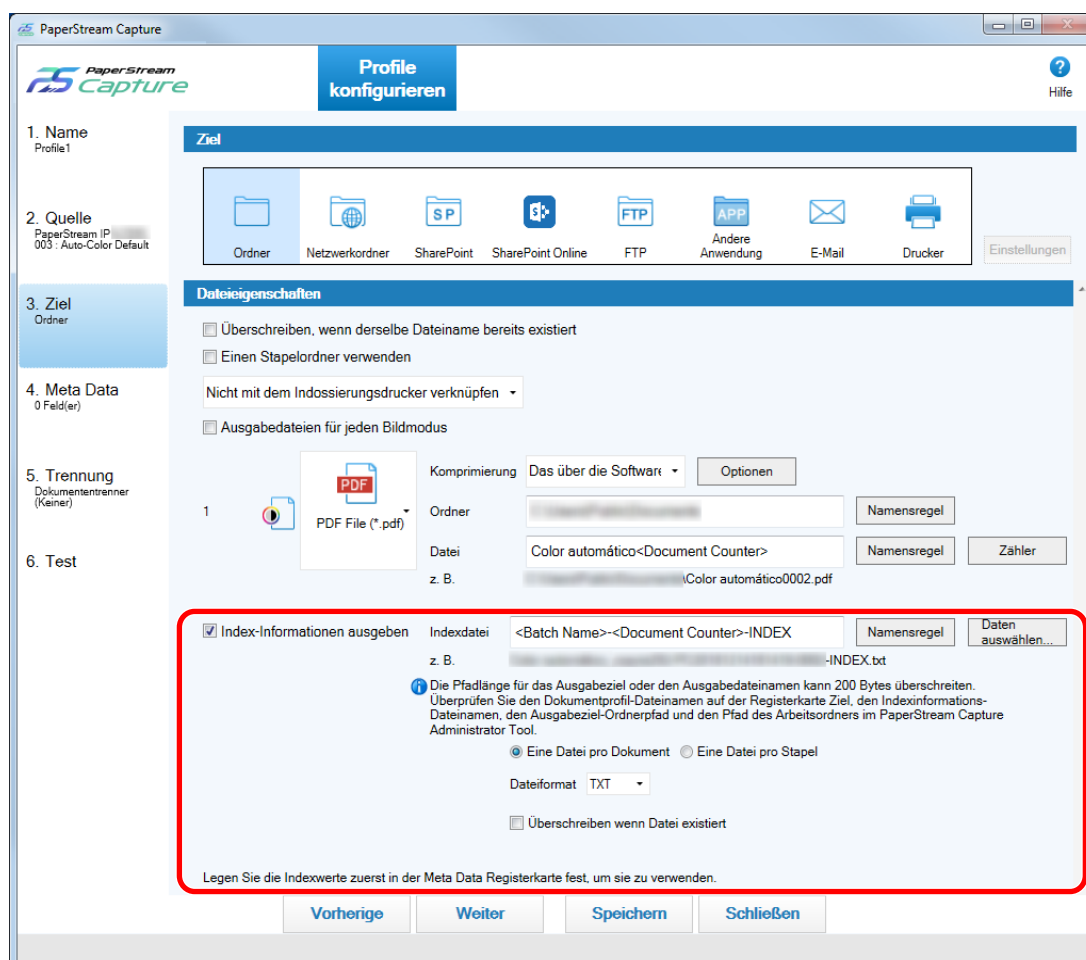 PaperStream Capture
PaperStream
Capture
Profile
konfigurieren
Hilfe
1. Name
Profile1
2. Quelle
PaperStream IP
003 : Auto-Color Default
3. Ziel
Ordner
4. Meta Data
0 Feld(er)
5. Trennung
Dokumententrenner
(Keiner)
6. Test
Ziel
Ordner
Netzwerkordner
SP
SharePoint
SharePoint Online
FTP
FTP
APP
Andere
Anwendung
E-Mail
Drucker
Einstellungen
Dateieigenschaften
Überschreiben, wenn derselbe Dateiname bereits existiert
Einen Stapelordner verwenden
Nicht mit dem Indossierungsdrucker verknüpfen
Ausgabedateien für jeden Bildmodus
1
PDF
PDF File (*.pdf)
Komprimierung Das über die Software Optionen
Ordner Namensregel
Datei Color automático<Document Counter> Namensregel Zähler
z. B. \Color automático0002.pdf
Index-Informationen ausgeben Indexdatei <Batch Name>-<Document Counter>-INDEX Namensregel Daten
auswählen...
z. B. -INDEX.txt
Die Pfadlänge für das Ausgabeziel oder den Ausgabedateinamen kann 200 Bytes überschreiten.
Überprüfen Sie den Dokumentprofil-Dateinamen auf der Registerkarte Ziel, den Indexinformations-
Dateinamen, den Ausgabeziel-Ordnerpfad und den Pfad des Arbeitsordners im PaperStream Capture
Administrator Tool.
Eine Datei pro Dokument Eine Datei pro Stapel
Dateiformat TXT
Überschreiben wenn Datei existiert
Legen Sie die Indexwerte zuerst in der Meta Data Registerkarte fest, um sie zu verwenden.
Vorherige Weiter Speichern Schließen